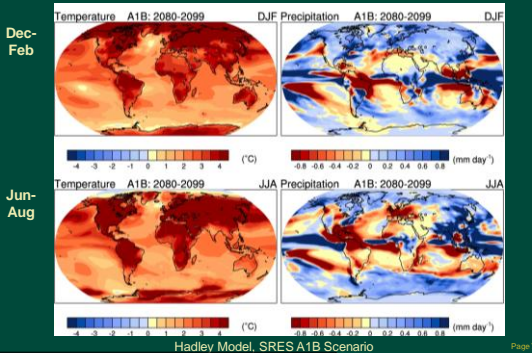 Temperature A1B: 2080-2099 DJF Precipitation A1B: 2080-2099 DJF
Dec-
Feb
-4 -3 -2 -1 0 1 2 3 4 (°C) -0.8 -0.6 -0.4 -0.2 0 0.2 0.4 0.6 0.8 (mm day⁻¹)
Temperature A1B: 2080-2099 JJA Precipitation A1B: 2080-2099 JJA
Jun-
Aug
-4 -3 -2 -1 0 1 2 3 4 (°C) -0.8 -0.6 -0.4 -0.2 0 0.2 0.4 0.6 0.8 (mm day⁻¹)
Hadley Model, SRES A1B Scenario
Page